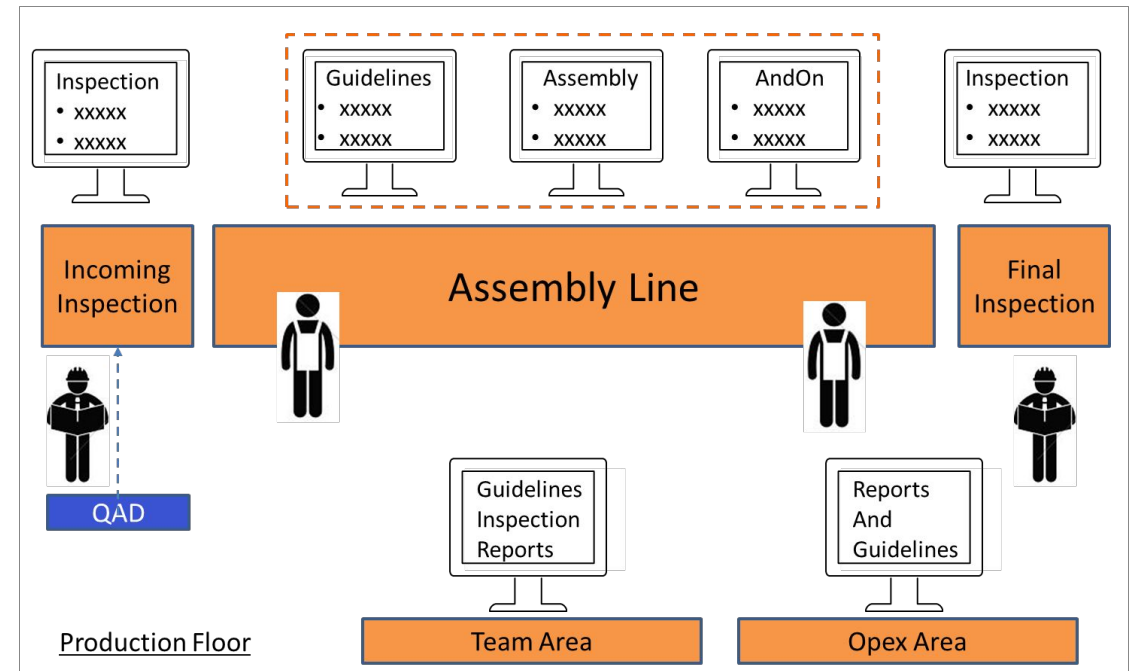 Inspection
• xxxxx
• xxxxx
Guidelines
• xxxxx
• xxxxx
Assembly
• xxxxx
• xxxxx
AndOn
• xxxxx
• xxxxx
Inspection
• xxxxx
• xxxxx
Incoming
Inspection
Assembly Line
Final
Inspection
QAD
Guidelines
Inspection
Reports
Reports
And
Guidelines
Production Floor
Team Area
Opex Area